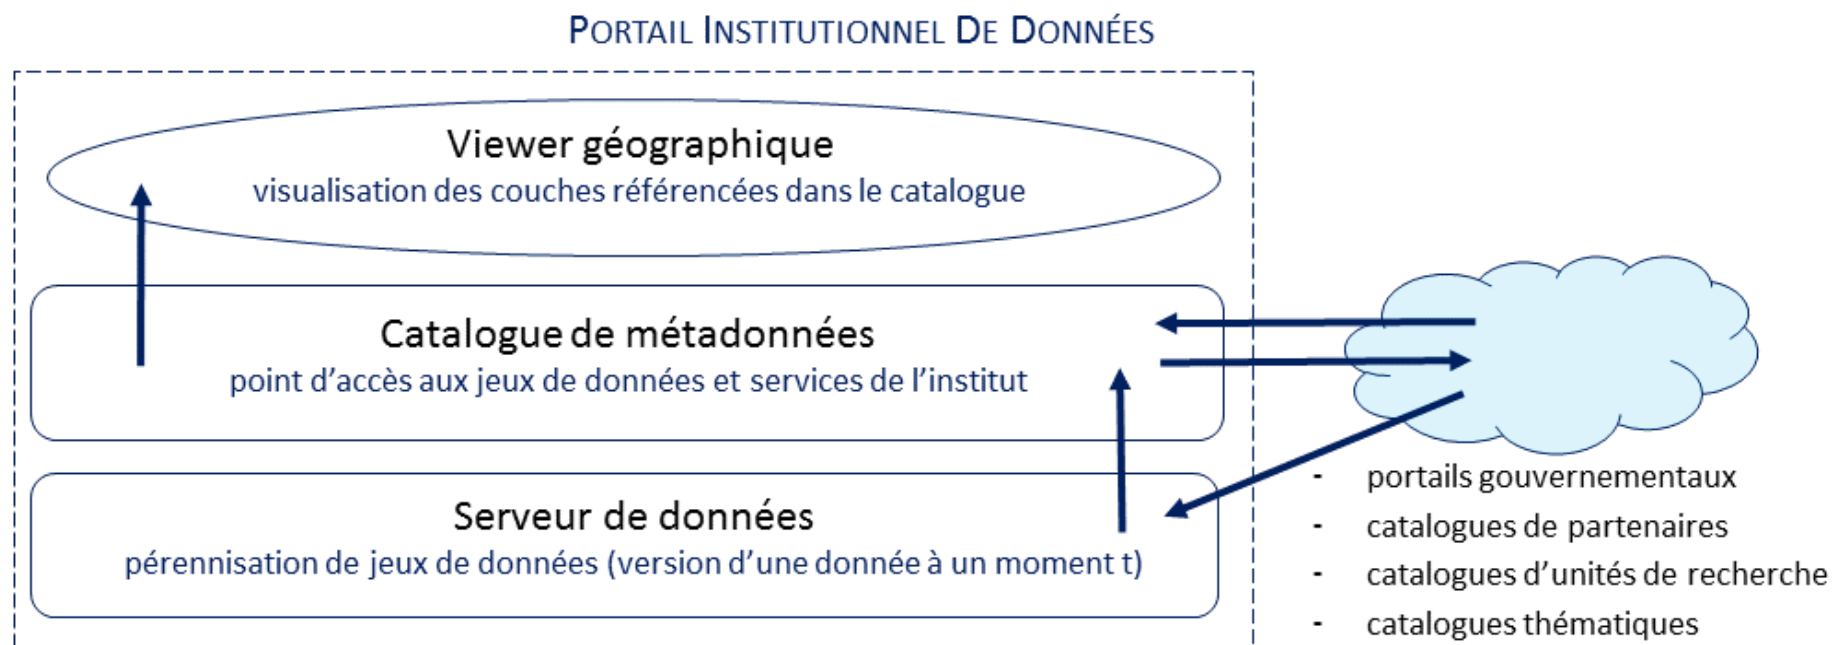 PORTAIL INSTITUTIONNEL DE DONNÉES
Viewer géographique
visualisation des couches référencées dans le catalogue
Catalogue de métadonnées
point d’accès aux jeux de données et services de l’institut
Serveur de données
pérennisation de jeux de données (version d’une donnée à un moment t)
- portails gouvernementaux
- catalogues de partenaires
- catalogues d’unités de recherche
- catalogues thématiques